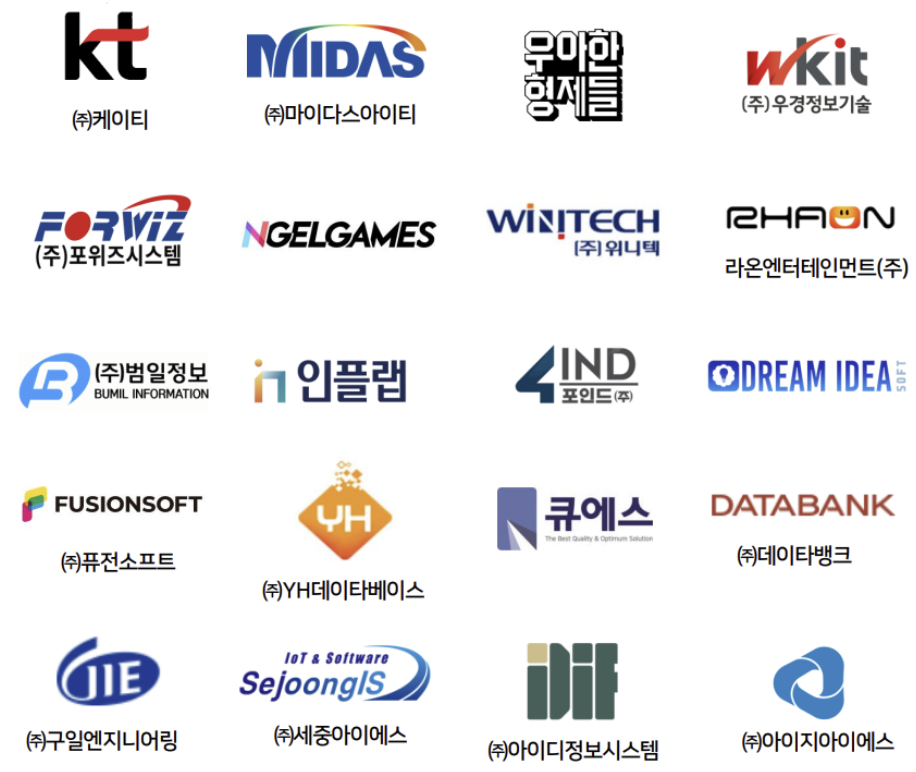 kt
㈜케이티
MIDAS
㈜마이다스아이티
우아한
형제들
wkit
(주)우경정보기술
FORWIZ
(주)포위즈시스템
NGELGAMES
WINITECH
(주)위니텍
RHAON
라온엔터테인먼트(주)
(주)범일정보
BUMIL INFORMATION
인플랩
4IND
포인드(주)
DREAM IDEA SOFT
FUSIONSOFT
㈜퓨전소프트
YH
㈜YH데이타베이스
큐에스
The Best Quality & Optimum Solution
DATABANK
㈜데이타뱅크
GIE
㈜구일엔지니어링
IoT & Software
SejoongIS
㈜세중아이에스
iDIF
㈜아이디정보시스템
㈜아이지아이에스